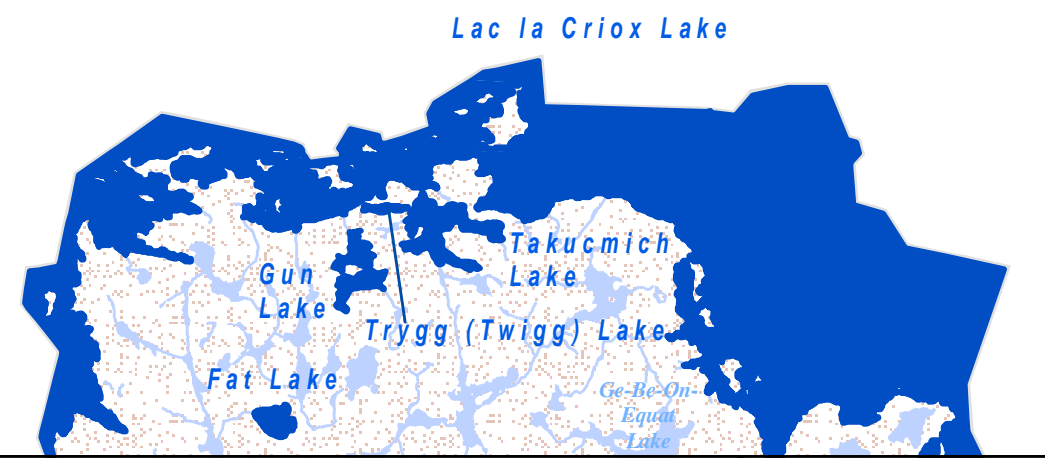 Lac la Criox Lake
Takucmich
Lake
Gun
Lake
Trygg (Twigg) Lake
Fat Lake
Ge-Be-On-
Equat
Lake